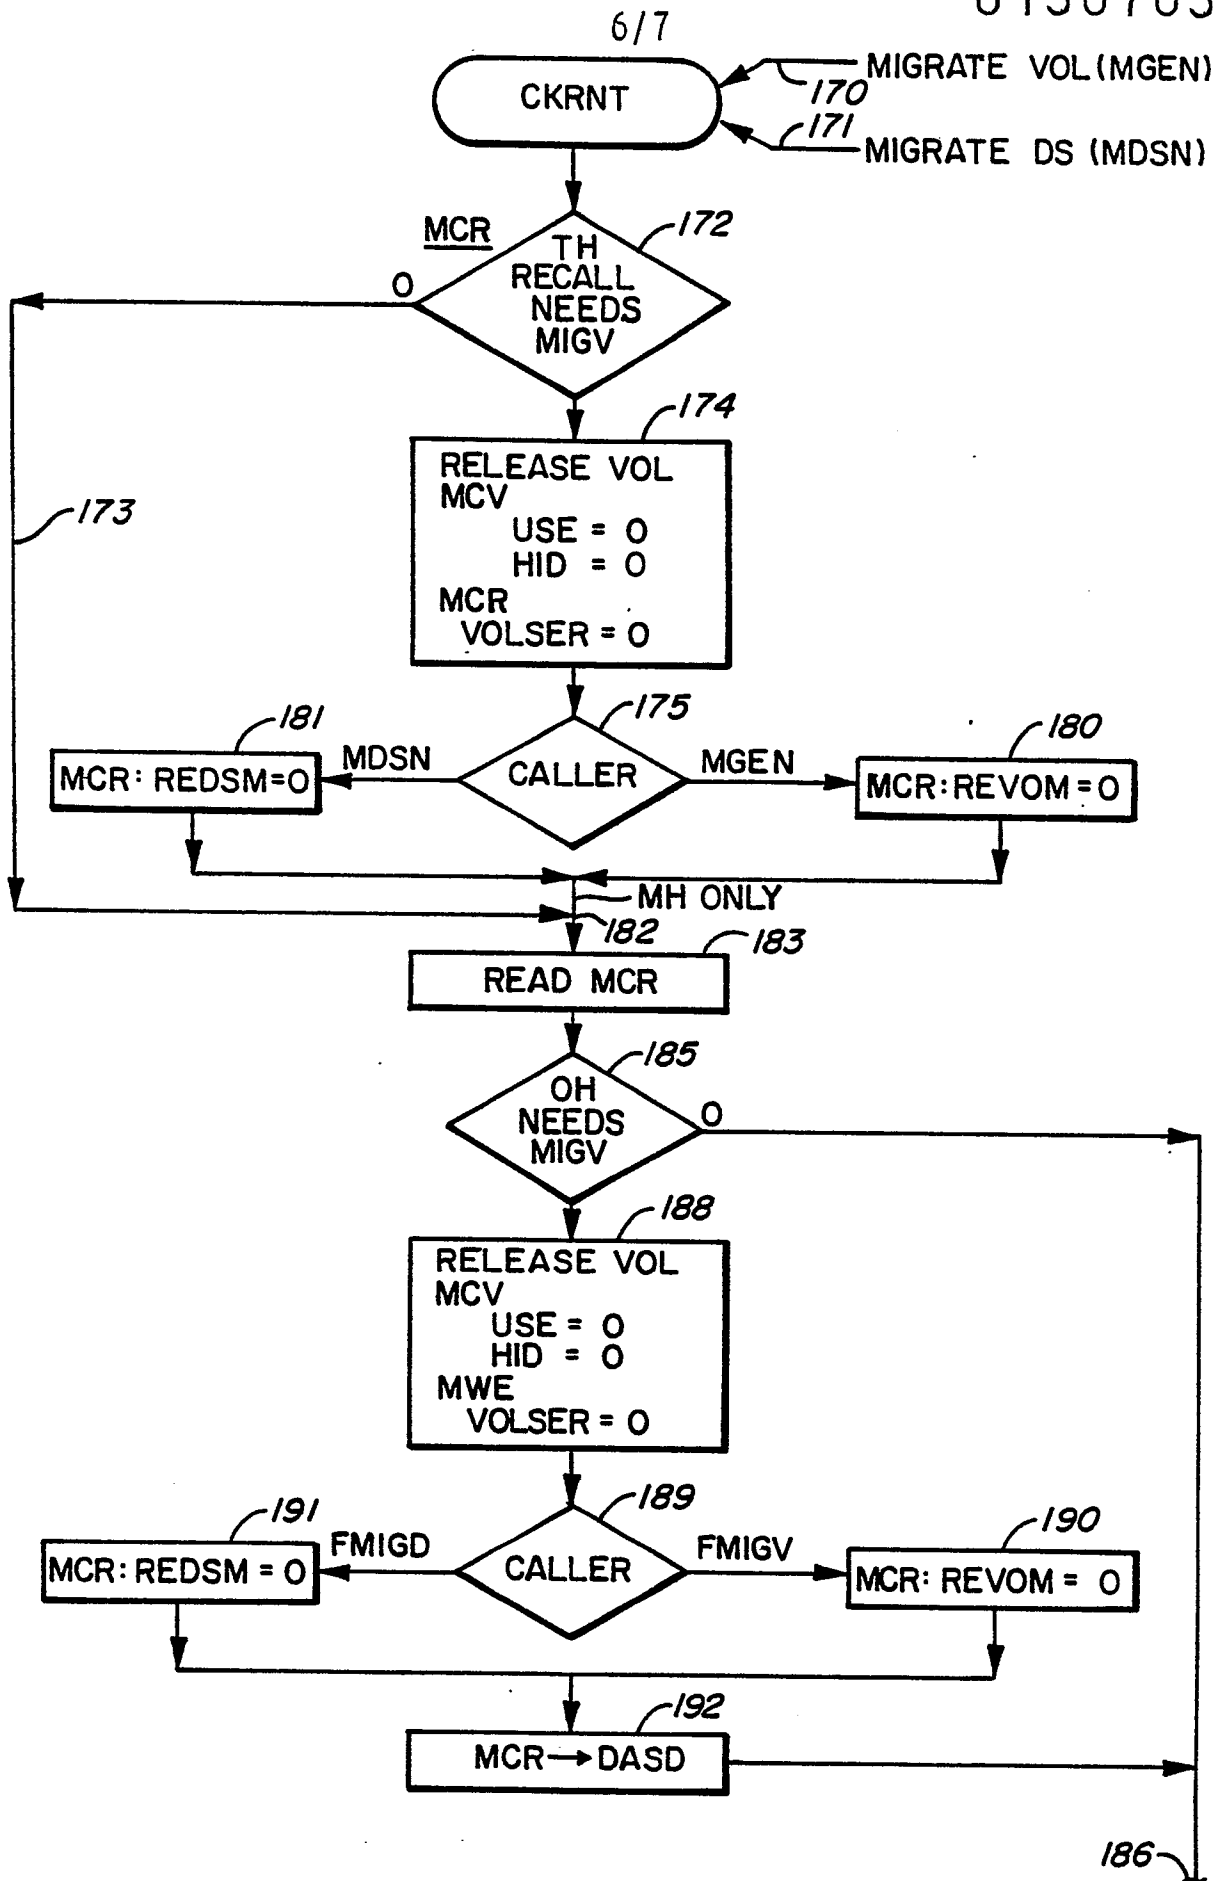 6/7
CKRNT
MIGRATE VOL (MGEN)
170
171
MIGRATE DS (MDSN)
MCR
172
TH
RECALL
NEEDS
MIGV
0
174
RELEASE VOL
MCV
USE = 0
HID = 0
MCR
VOLSER = 0
173
175
CALLER
MDSN
MGEN
181
MCR: REDSM=0
180
MCR: REVOM = 0
MH ONLY
182
183
READ MCR
185
OH
NEEDS
MIGV
0
188
RELEASE VOL
MCV
USE = 0
HID = 0
MWE
VOLSER = 0
189
CALLER
FMIGD
FMIGV
191
MCR: REDSM = 0
190
MCR: REVOM = 0
192
MCR→DASD
186